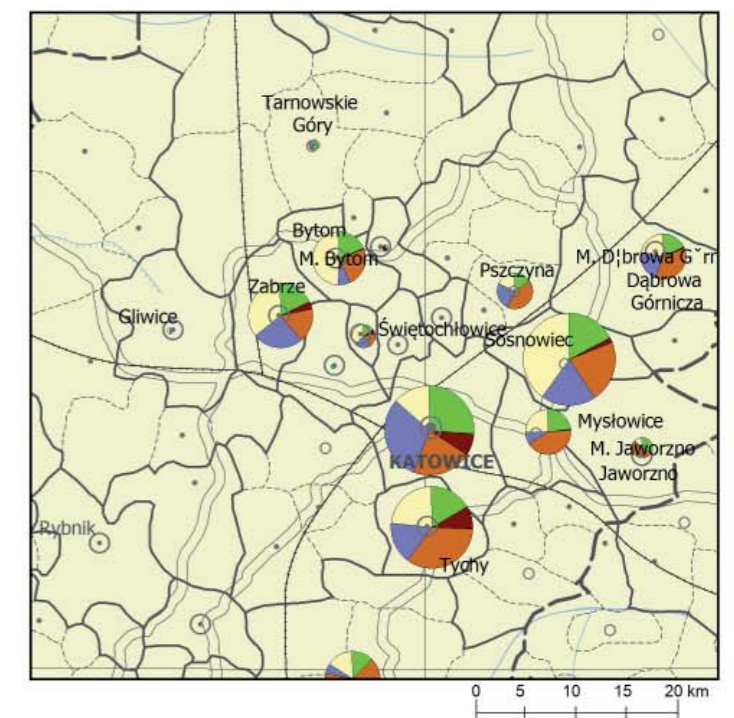 Tarnowskie
Góry
Bytom
M. Bytom
Pszczyna
M. D¦browa G˘rr
Dąbrowa
Górnicza
Zabrze
Gliwice
Świętochłowice
Sosnowiec
Mysłowice
M. Jaworzno
Jaworzno
KATOWICE
Rybnik
Tychy
0 5 10 15 20 km